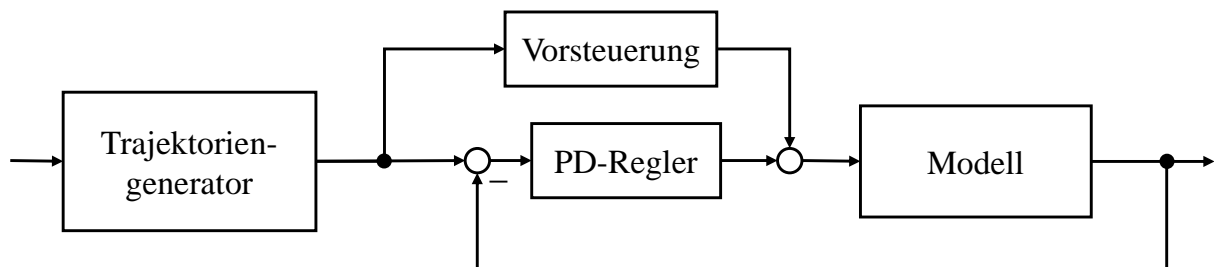 Vorsteuerung
Trajektorien-
generator
PD-Regler
Modell
–